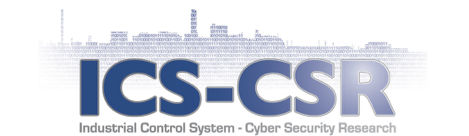 ICS-CSR
Industrial Control System - Cyber Security Research